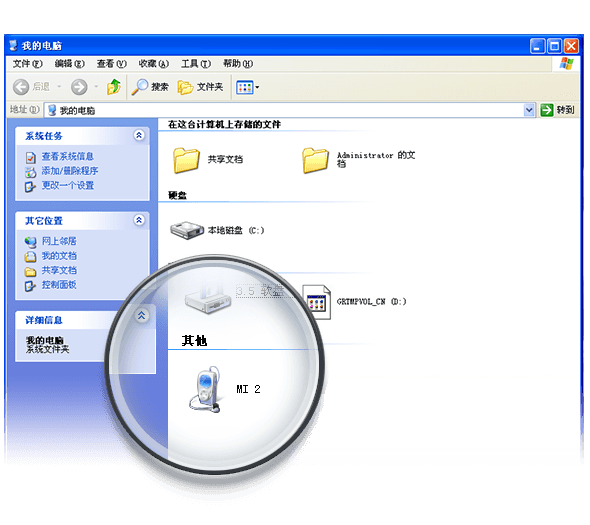 我的电脑
文件(F) 编辑(E) 查看(V) 收藏(A) 工具(T) 帮助(H)
后退 搜索 文件夹
地址(D) 我的电脑 转到
系统任务
查看系统信息
添加/删除程序
更改一个设置
其它位置
网上邻居
我的文档
共享文档
控制面板
详细信息
我的电脑
系统文件夹
在这台计算机上存储的文件
共享文档
Administrator 的文
档
硬盘
本地磁盘 (C:)
3.5 软盘
GRTMPVOL_CN (D:)
其他
MI 2